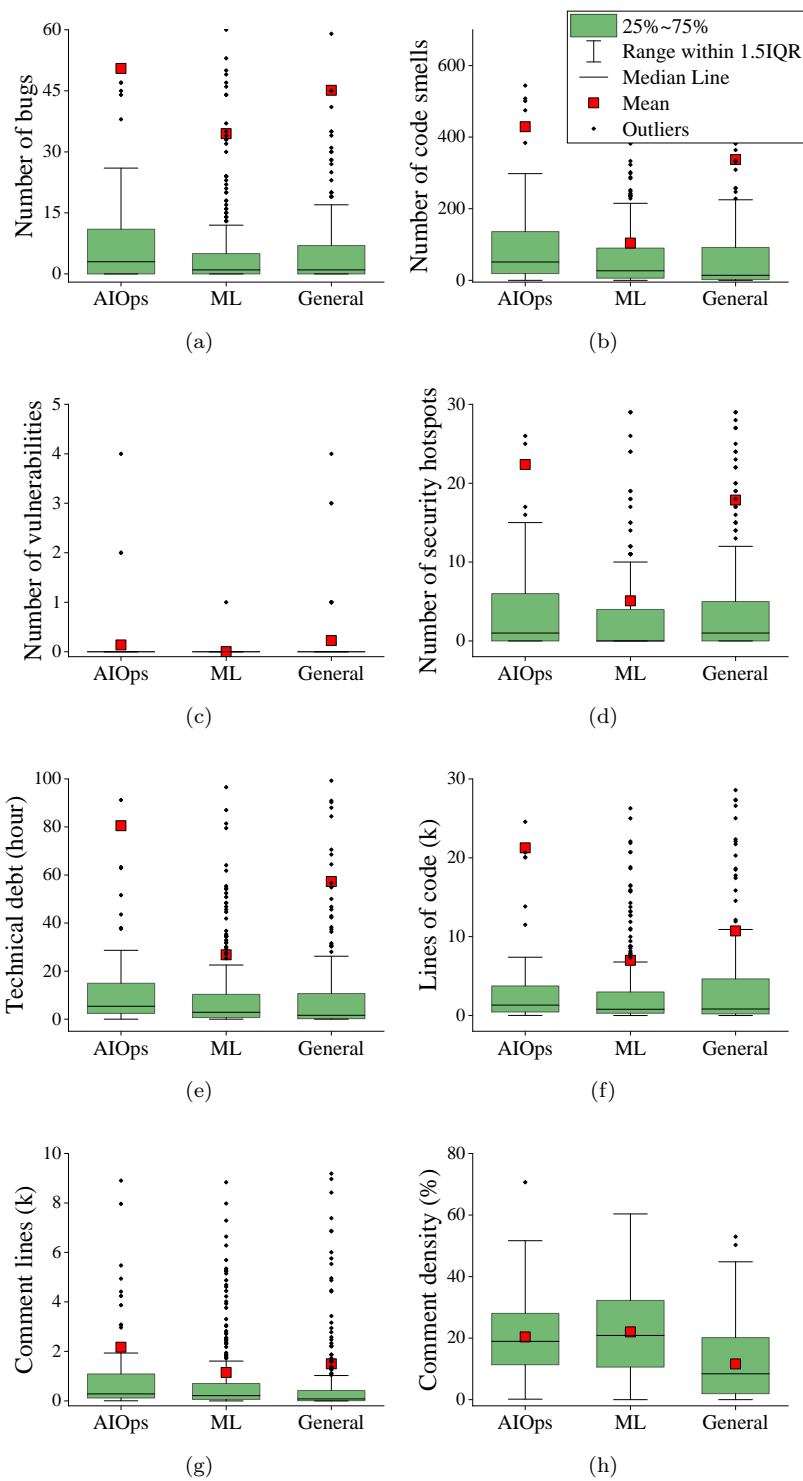 60
45
30
15
0
Number of bugs
AIOps
ML
General
(a)
25%~75%
Range within 1.5IQR
Median Line
Mean
Outliers
600
400
200
0
Number of code smells
AIOps
ML
General
(b)
5
4
3
2
1
0
Number of vulnerabilities
AIOps
ML
General
(c)
30
20
10
0
Number of security hotspots
AIOps
ML
General
(d)
100
80
60
40
20
0
Technical debt (hour)
AIOps
ML
General
(e)
30
20
10
0
Lines of code (k)
AIOps
ML
General
(f)
10
8
6
4
2
0
Comment lines (k)
AIOps
ML
General
(g)
80
60
40
20
0
Comment density (%)
AIOps
ML
General
(h)